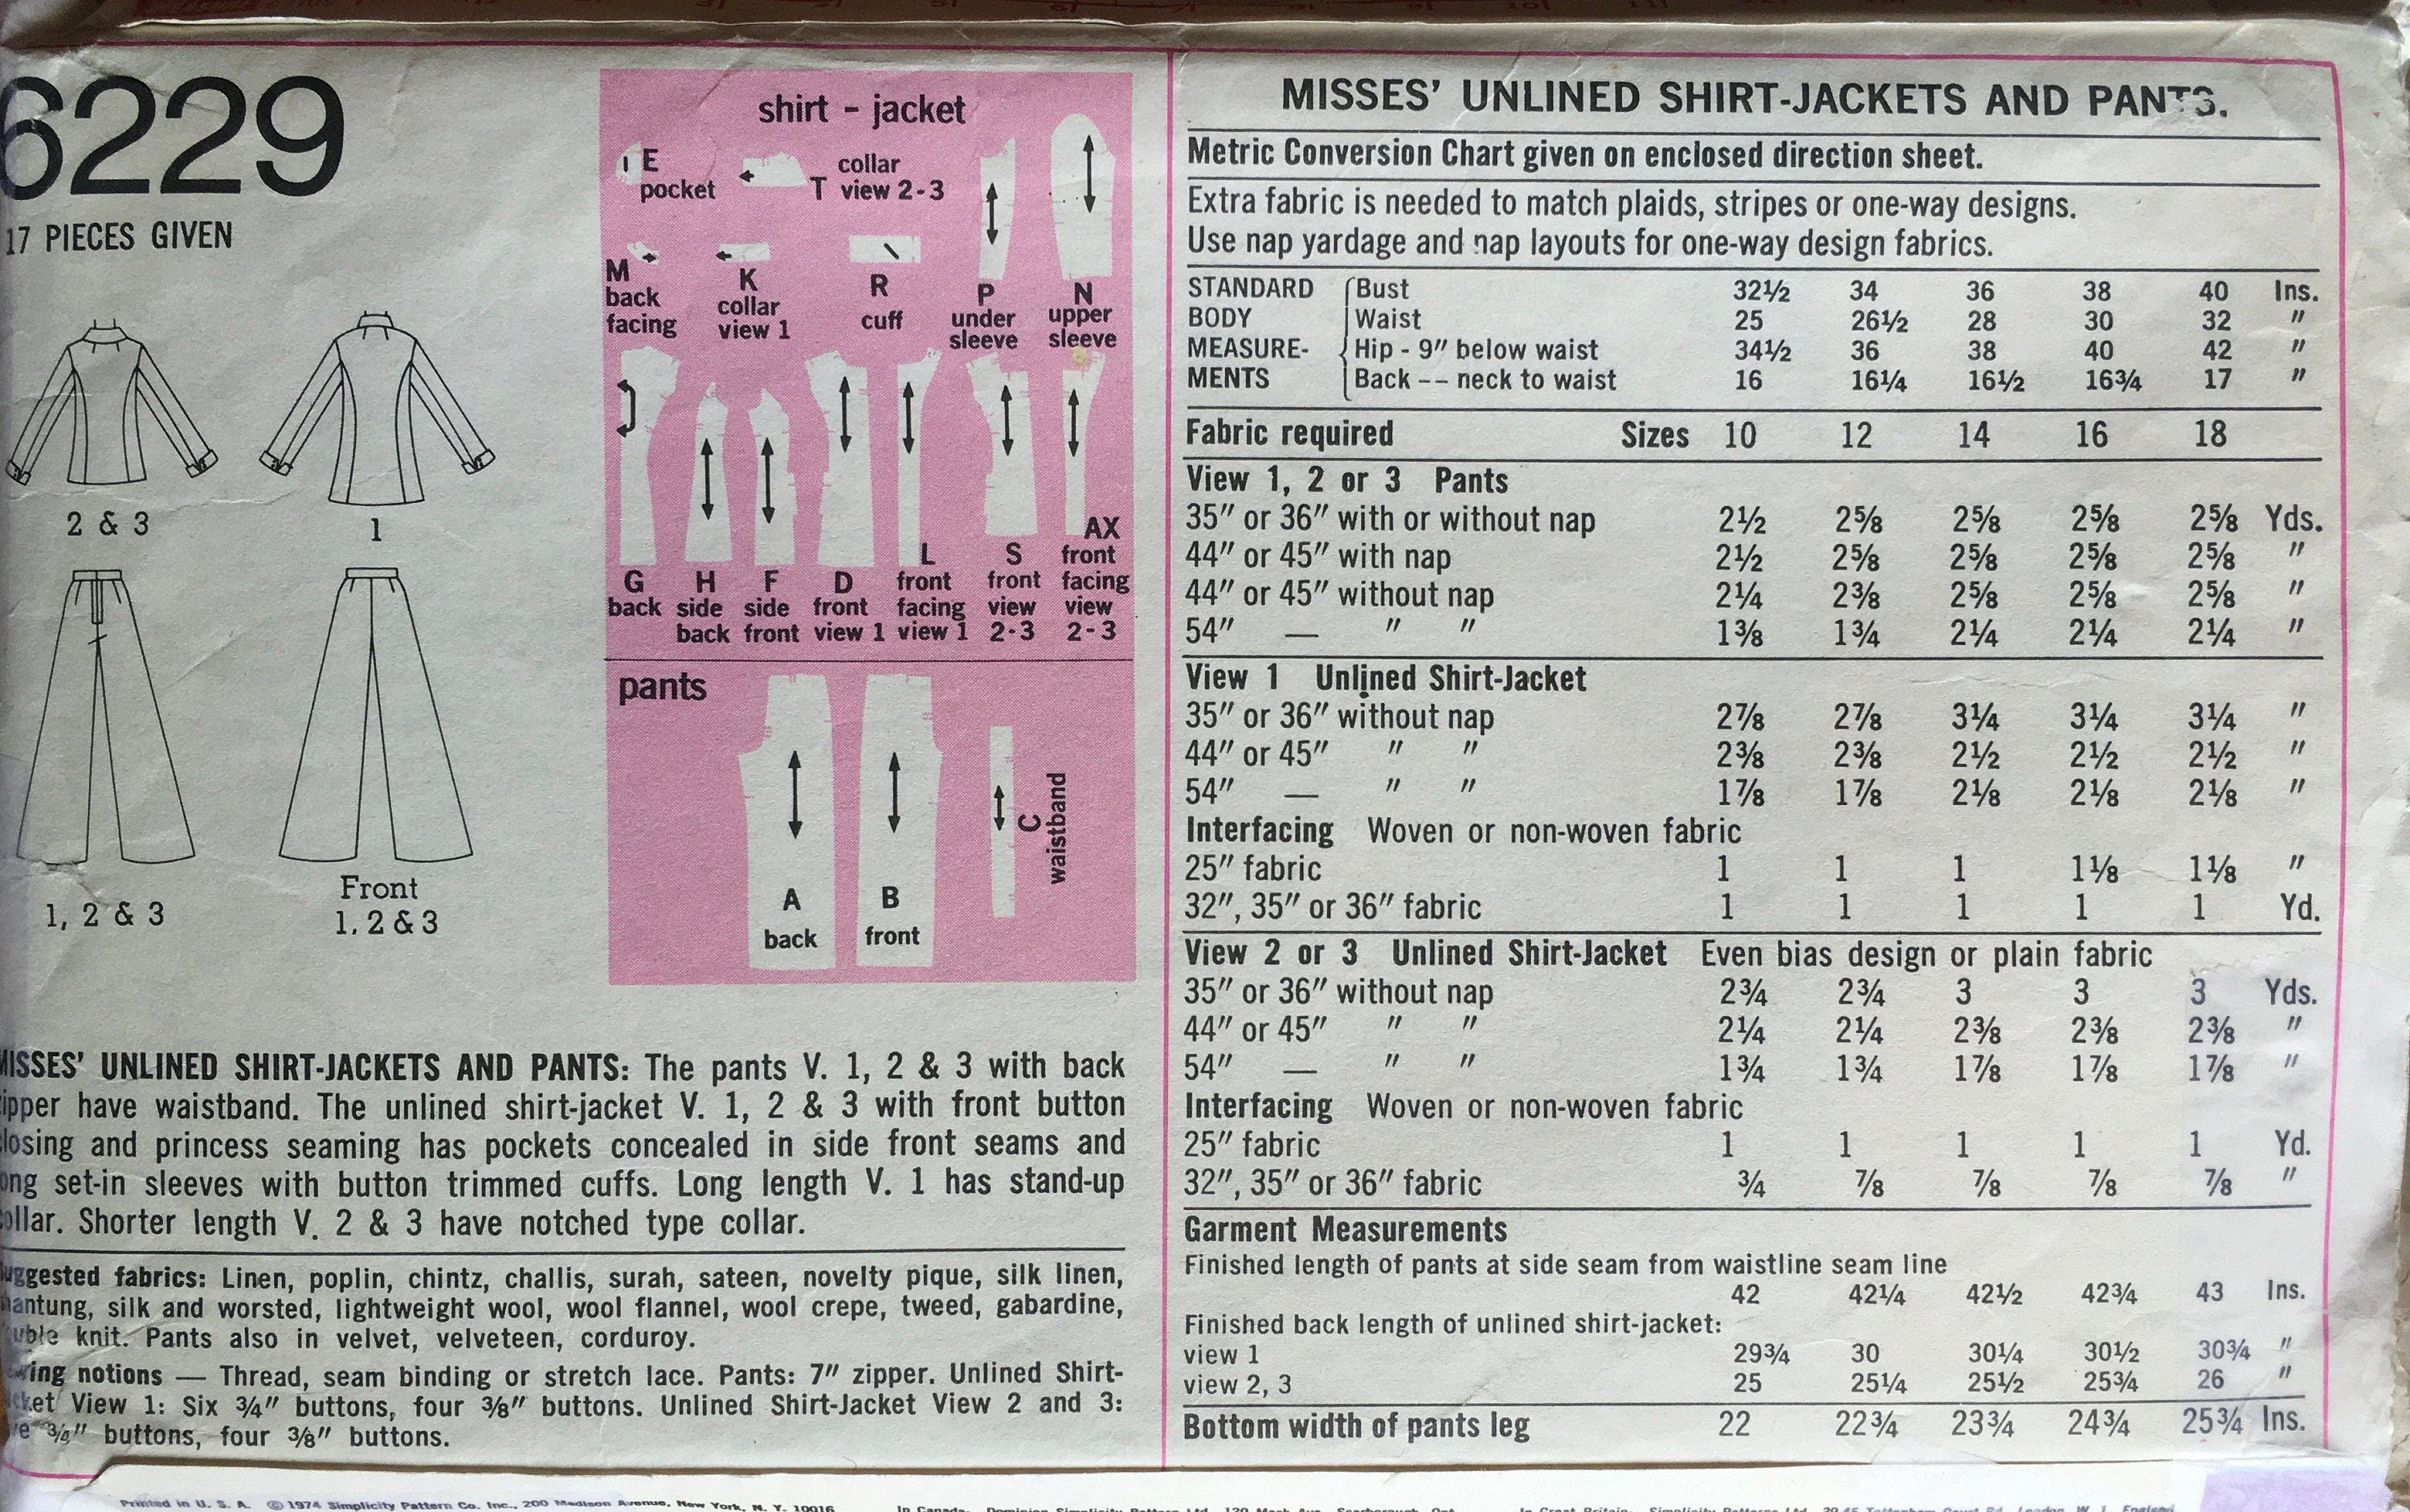 6229
17 PIECES GIVEN
2 & 3
1
1, 2 & 3
Front
1, 2 & 3
shirt - jacket
E
pocket
T collar
view 2-3
M
back
facing
K
collar
view 1
R
cuff
P
under
sleeve
N
upper
sleeve
G
back
H
side
back
F
side
front
D
front
view 1
L
front
facing
view 1
S
front
view
2-3
AX
front
facing
view
2-3
pants
A
back
B
front
C
waistband
MISSES' UNLINED SHIRT-JACKETS AND PANTS: The pants V. 1, 2 & 3 with back
ipper have waistband. The unlined shirt-jacket V. 1, 2 & 3 with front button
losing and princess seaming has pockets concealed in side front seams and
ong set-in sleeves with button trimmed cuffs. Long length V. 1 has stand-up
ollar. Shorter length V. 2 & 3 have notched type collar.
uggested fabrics: Linen, poplin, chintz, challis, surah, sateen, novelty pique, silk linen,
hantung, silk and worsted, lightweight wool, wool flannel, wool crepe, tweed, gabardine,
uble knit. Pants also in velvet, velveteen, corduroy.
wing notions — Thread, seam binding or stretch lace. Pants: 7" zipper. Unlined Shirt-
cket View 1: Six ¾" buttons, four ⅜" buttons. Unlined Shirt-Jacket View 2 and 3:
ve ¾" buttons, four ⅜" buttons.
MISSES' UNLINED SHIRT-JACKETS AND PANTS.
Metric Conversion Chart given on enclosed direction sheet.
Extra fabric is needed to match plaids, stripes or one-way designs.
Use nap yardage and nap layouts for one-way design fabrics.
STANDARD Bust 32½ 34 36 38 40 Ins.
BODY Waist 25 26½ 28 30 32 "
MEASURE- Hip - 9" below waist 34½ 36 38 40 42 "
MENTS Back -- neck to waist 16 16¼ 16½ 16¾ 17 "
Fabric required Sizes 10 12 14 16 18
View 1, 2 or 3 Pants
35" or 36" with or without nap 2½ 2⅝ 2⅝ 2⅝ 2⅝ Yds.
44" or 45" with nap 2½ 2⅝ 2⅝ 2⅝ 2⅝ "
44" or 45" without nap 2¼ 2⅜ 2⅝ 2⅝ 2⅝ "
54" — " " 1⅜ 1¾ 2¼ 2¼ 2¼ "
View 1 Unlined Shirt-Jacket
35" or 36" without nap 2⅞ 2⅞ 3¼ 3¼ 3¼ "
44" or 45" " " 2⅜ 2⅜ 2½ 2½ 2½ "
54" — " " 1⅞ 1⅞ 2⅛ 2⅛ 2⅛ "
Interfacing Woven or non-woven fabric
25" fabric 1 1 1 1⅛ 1⅛ "
32", 35" or 36" fabric 1 1 1 1 1 Yd.
View 2 or 3 Unlined Shirt-Jacket Even bias design or plain fabric
35" or 36" without nap 2¾ 2¾ 3 3 3 Yds.
44" or 45" " " 2¼ 2¼ 2⅜ 2⅜ 2⅜ "
54" — " " 1¾ 1¾ 1⅞ 1⅞ 1⅞ "
Interfacing Woven or non-woven fabric
25" fabric 1 1 1 1 1 Yd.
32", 35" or 36" fabric ¾ ⅞ ⅞ ⅞ ⅞ "
Garment Measurements
Finished length of pants at side seam from waistline seam line
42 42¼ 42½ 42¾ 43 Ins.
Finished back length of unlined shirt-jacket:
view 1 29¾ 30 30¼ 30½ 30¾ "
view 2, 3 25 25¼ 25½ 25¾ 26 "
Bottom width of pants leg 22 22¾ 23¾ 24¾ 25¾ Ins.
Printed in U. S. A. © 1974 Simplicity Pattern Co. Inc., 200 Madison Avenue, New York, N. Y. 10016